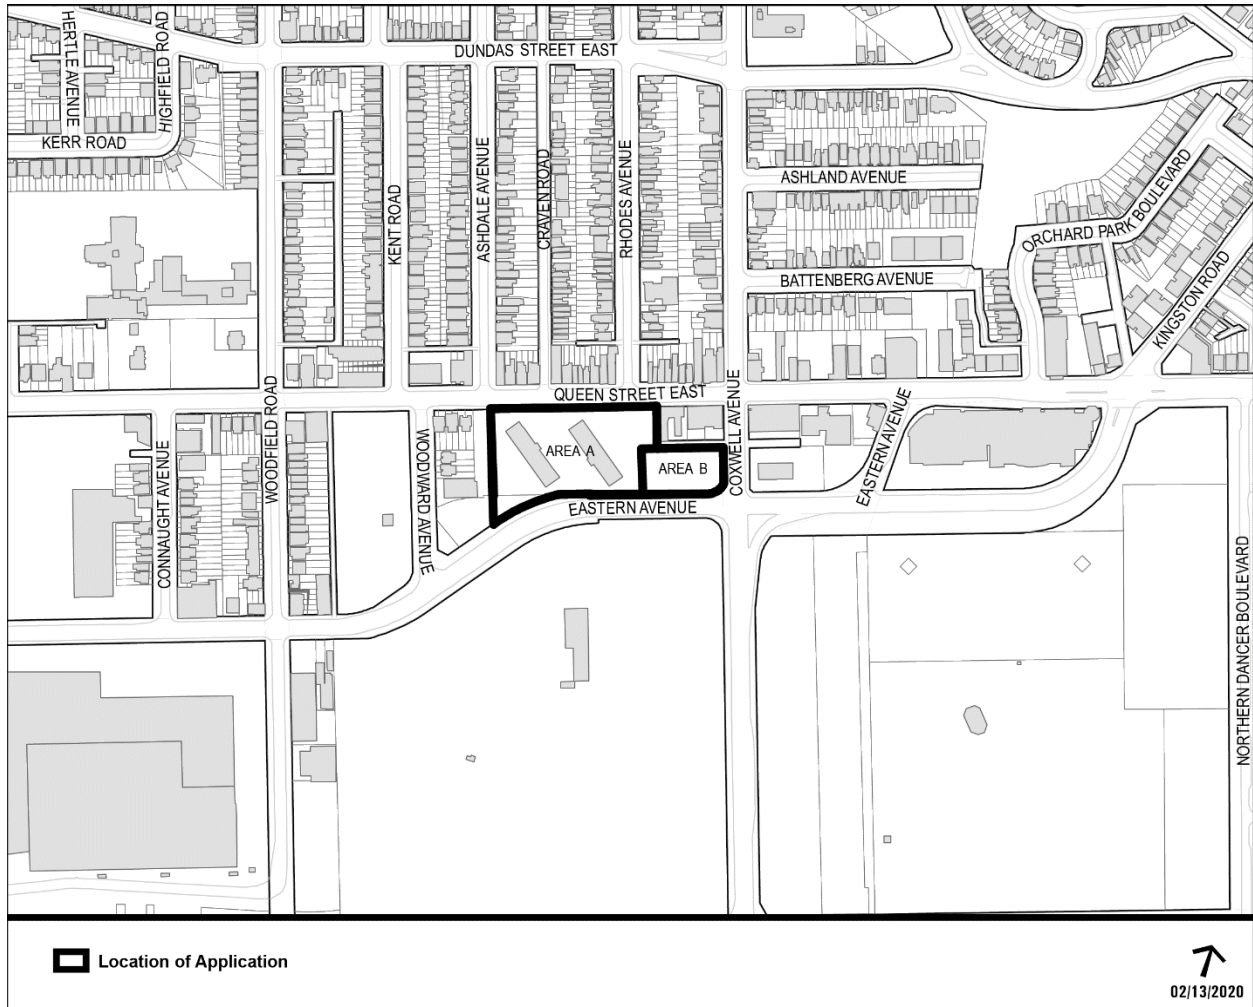 HERTLE AVENUE
HIGHFIELD ROAD
DUNDAS STREET EAST
KERR ROAD
KENT ROAD
ASHDALE AVENUE
CRAVEN ROAD
RHODES AVENUE
ASHLAND AVENUE
ORCHARD PARK BOULEVARD
BATTENBERG AVENUE
KINGSTON ROAD
QUEEN STREET EAST
CONNAUGHT AVENUE
WOODFIELD ROAD
WOODWARD AVENUE
AREA A
AREA B
COXWELL AVENUE
EASTERN AVENUE
EASTERN AVENUE
NORTHERN DANCER BOULEVARD
Location of Application
02/13/2020